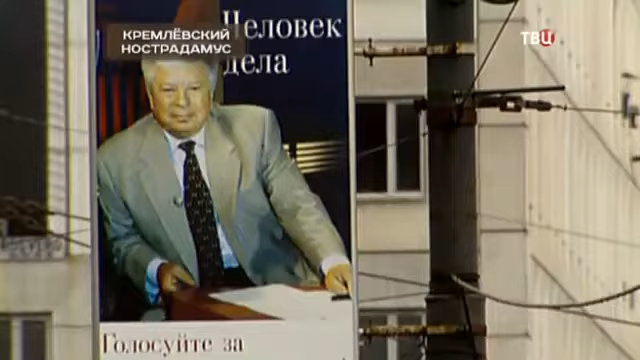 КРЕМЛЁВСКИЙ
НОСТРАДАМУС
ТВЦ
Человек
дела
Голосуйте за